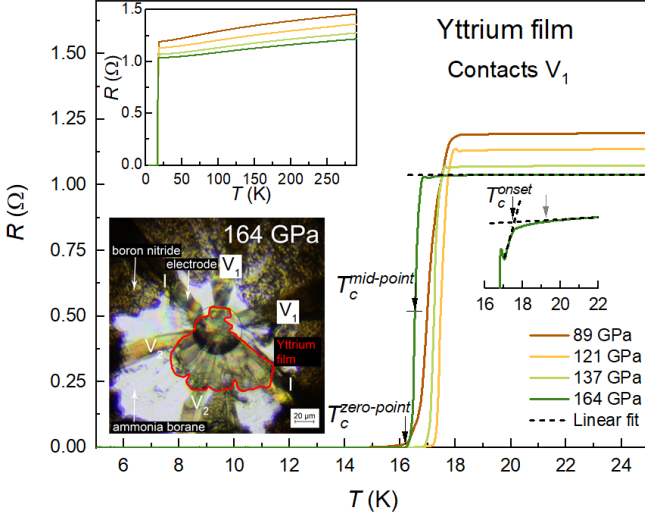 Yttrium film
Contacts V1
R (Ω)
1.50
1.25
1.00
0.75
0.50
0.25
0.00
6
8
10
12
14
16
18
20
22
24
T (K)
R (Ω)
1.5
1.0
0.5
0.0
0
50
100
150
200
250
T (K)
164 GPa
boron nitride
electrode
V1
I
V1
V2
Yttrium
film
I
V2
20 µm
ammonia borane
Tc mid-point
Tc zero-point
Tc onset
16
18
20
22
89 GPa
121 GPa
137 GPa
164 GPa
Linear fit